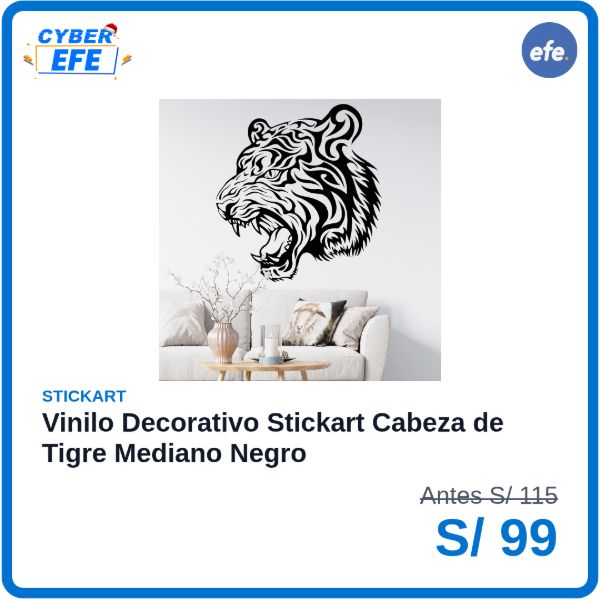 CYBER
EFE
efe.
STICKART
Vinilo Decorativo Stickart Cabeza de
Tigre Mediano Negro
Antes S/ 115
S/ 99